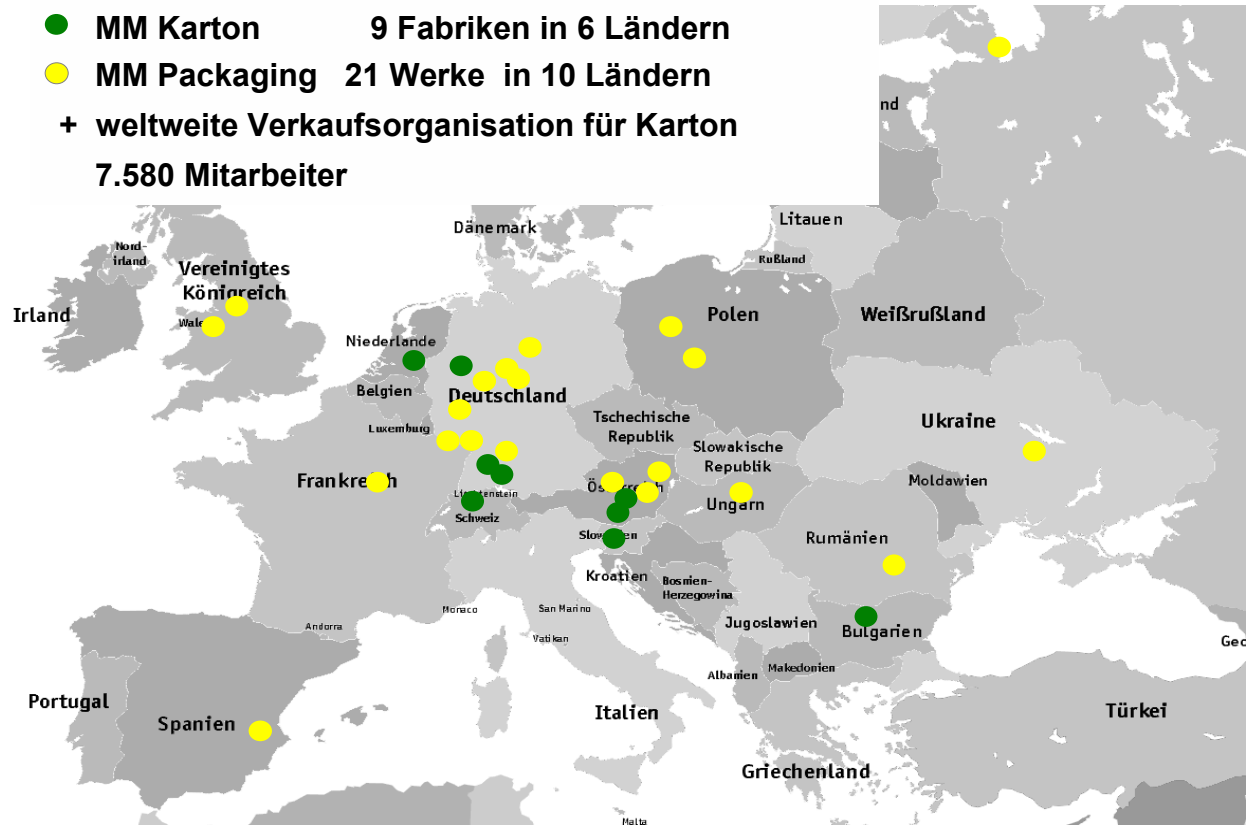 MM Karton 9 Fabriken in 6 Ländern
MM Packaging 21 Werke in 10 Ländern
+ weltweite Verkaufsorganisation für Karton
7.580 Mitarbeiter
nd
Litauen
Dänemark
Rußland
Nord-
irland
Vereinigtes
Königreich
Irland
Wale
Polen
Weißrußland
Niederlande
Belgien
Deutschland
Luxemburg
Tschechische
Republik
Ukraine
Slowakische
Republik
Frankreich
Moldawien
Liechtenstein
Österreich
Ungarn
Schweiz
Slowenien
Rumänien
Kroatien
Bosnien-
Herzegowina
Monaco
San Marino
Jugoslawien
Bulgarien
Andorra
Vatikan
Geo
Makedonien
Albanien
Portugal
Spanien
Italien
Türkei
Griechenland
Malta